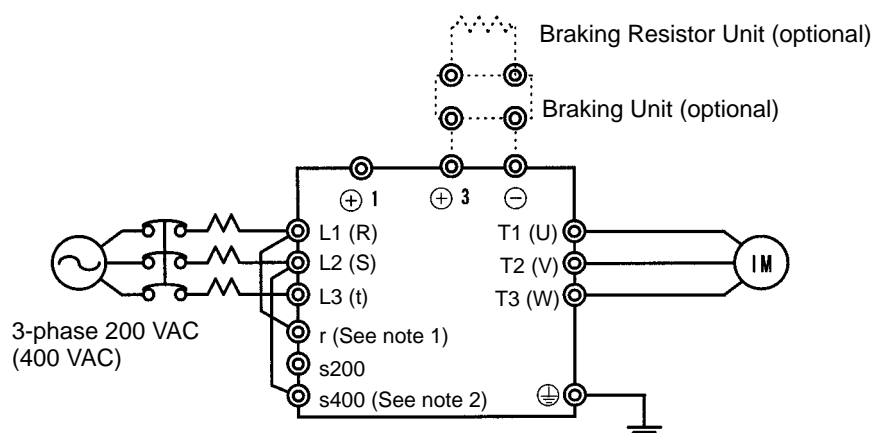 Braking Resistor Unit (optional)
Braking Unit (optional)
⊕ 1
⊕ 3
⊖
L1 (R)
T1 (U)
L2 (S)
T2 (V)
IM
L3 (t)
T3 (W)
3-phase 200 VAC
(400 VAC)
r (See note 1)
s200
s400 (See note 2)